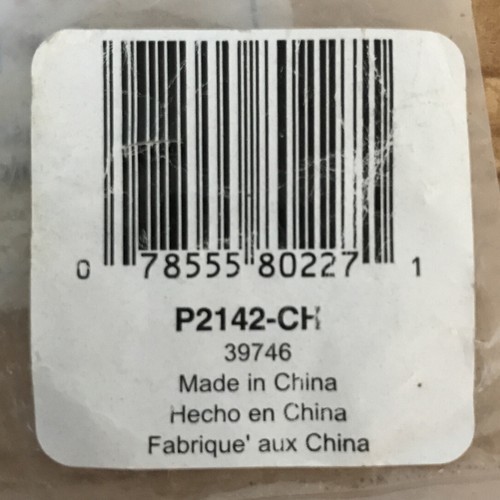 0 78555 80227 1
P2142-CH
39746
Made in China
Hecho en China
Fabrique' aux China